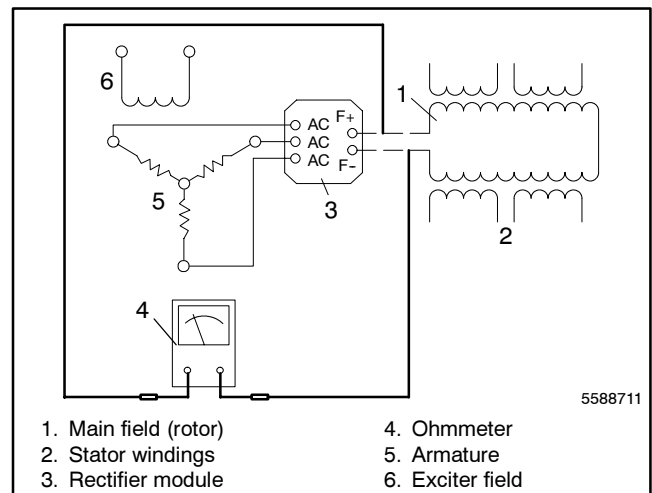 6
1
AC F+
AC
AC F-
5
3
2
4
5588711
1. Main field (rotor)
2. Stator windings
3. Rectifier module
4. Ohmmeter
5. Armature
6. Exciter field